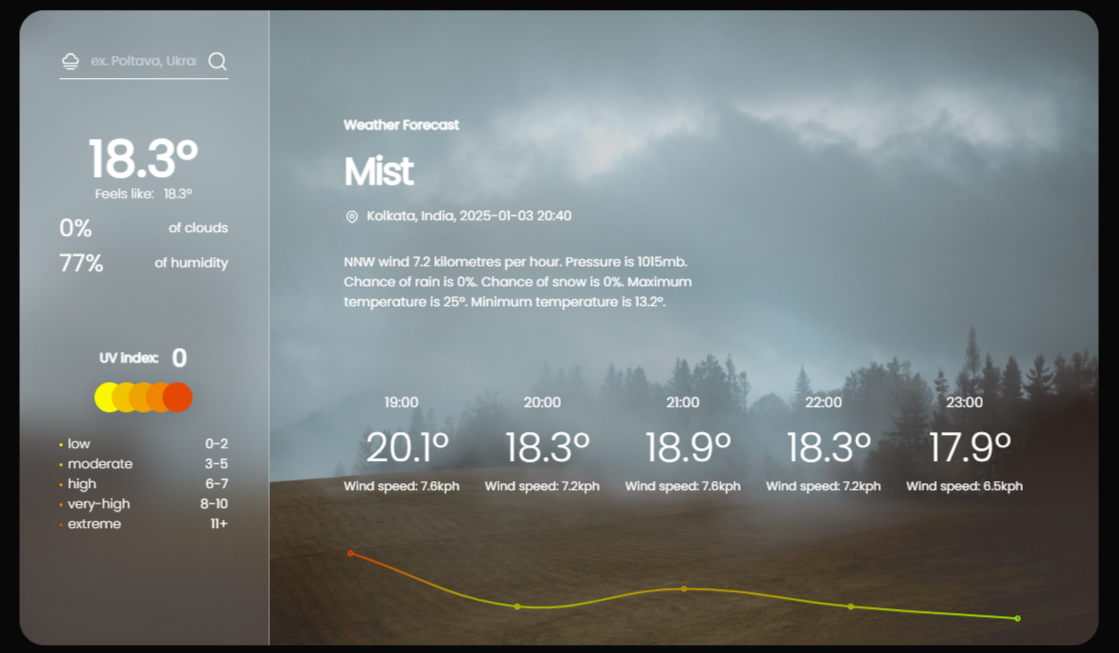 ex. Poltava, Ukrai
18.3°
Feels like: 18.3°
0% of clouds
77% of humidity
UV index: 0
low 0-2
moderate 3-5
high 6-7
very-high 8-10
extreme 11+
Weather Forecast
Mist
Kolkata, India, 2025-01-03 20:40
NNW wind 7.2 kilometres per hour. Pressure is 1015mb.
Chance of rain is 0%. Chance of snow is 0%. Maximum
temperature is 25°. Minimum temperature is 13.2°.
19:00 20:00 21:00 22:00 23:00
20.1° 18.3° 18.9° 18.3° 17.9°
Wind speed: 7.6kph Wind speed: 7.2kph Wind speed: 7.6kph Wind speed: 7.2kph Wind speed: 6.5kph